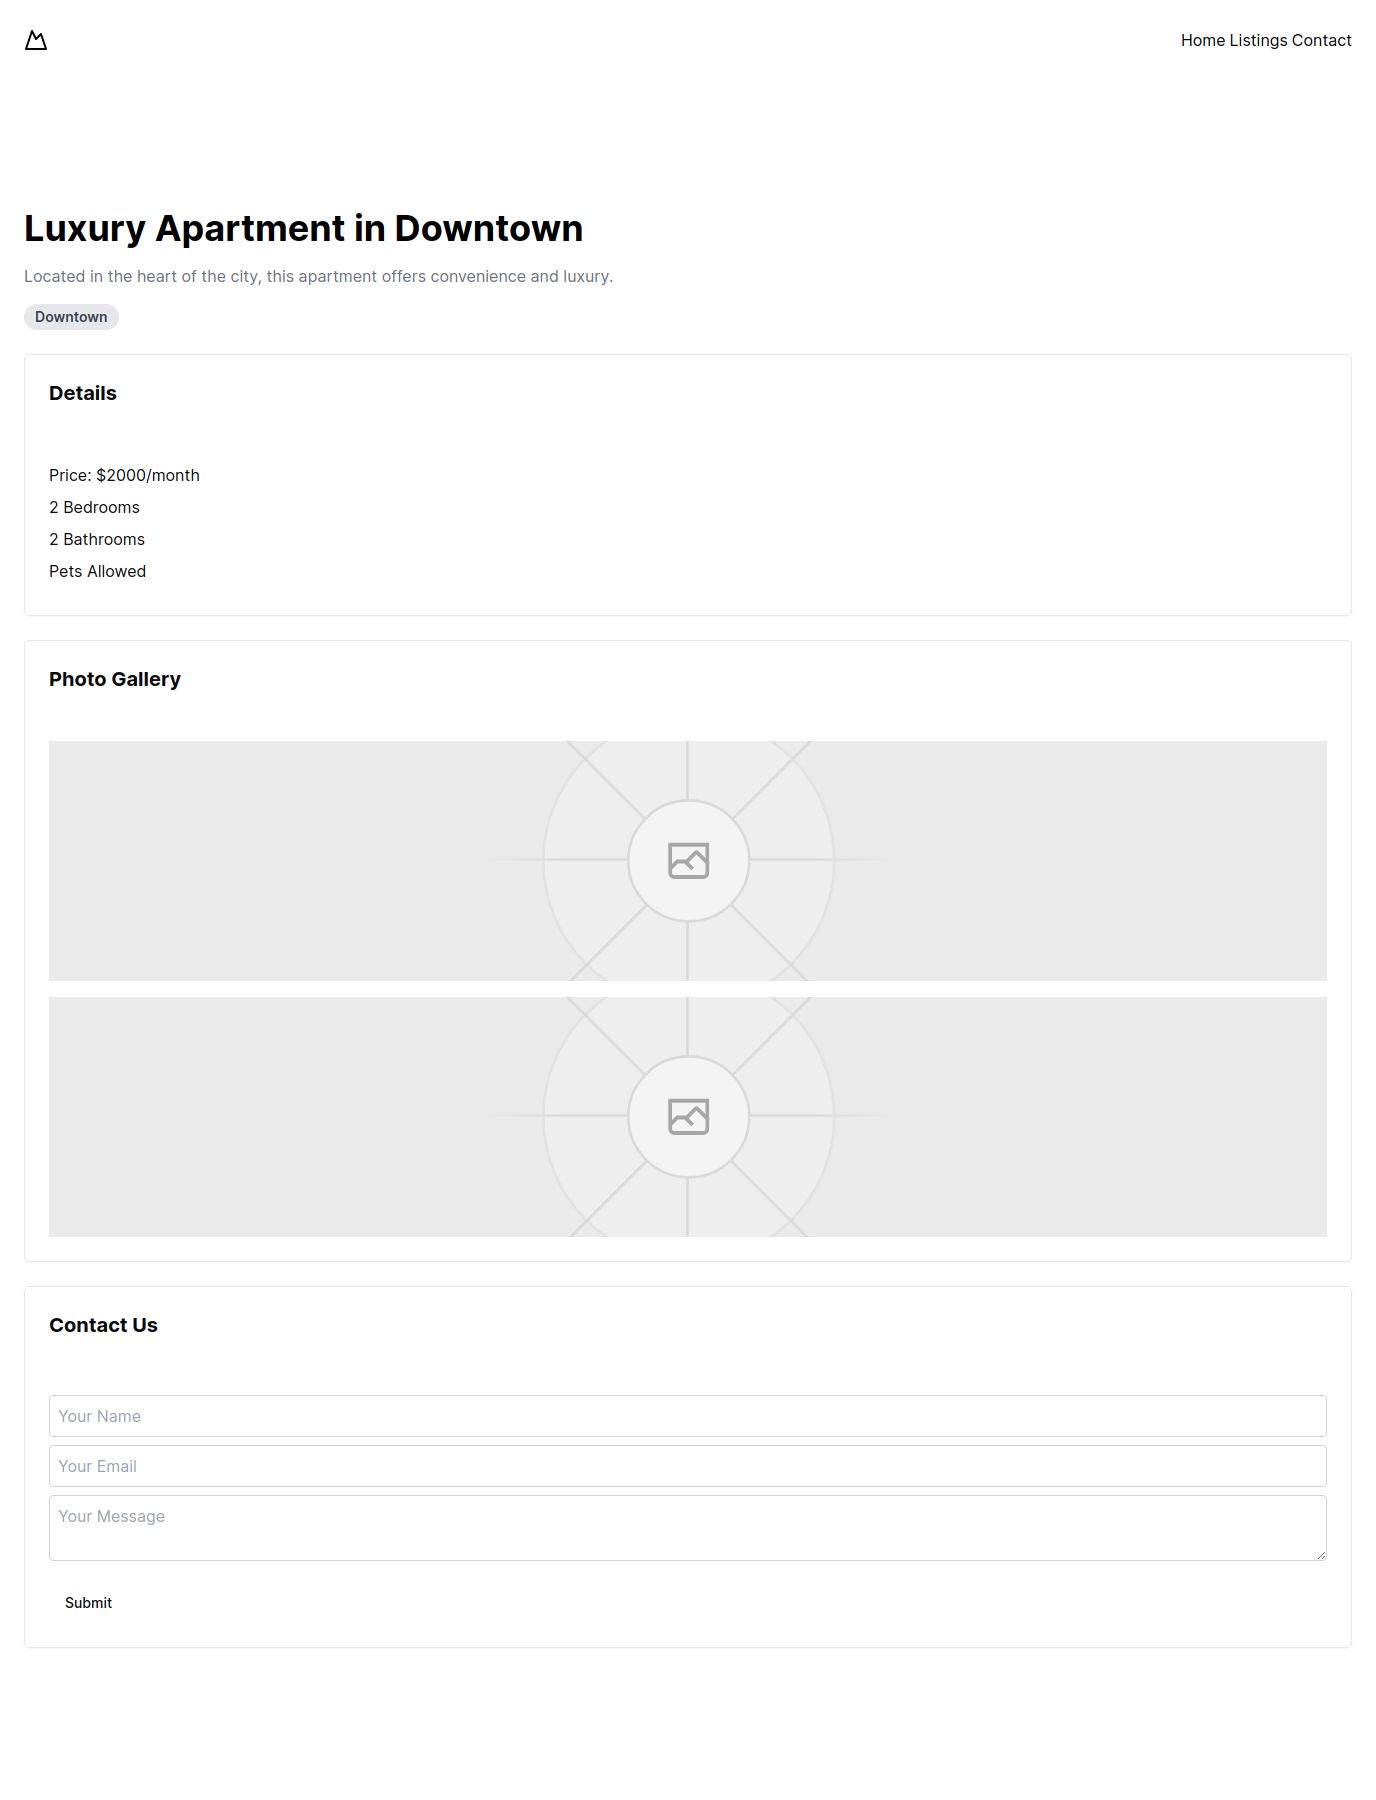 Home Listings Contact
Luxury Apartment in Downtown
Located in the heart of the city, this apartment offers convenience and luxury.
Downtown
Details
Price: $2000/month
2 Bedrooms
2 Bathrooms
Pets Allowed
Photo Gallery
Contact Us
Your Name
Your Email
Your Message
Submit